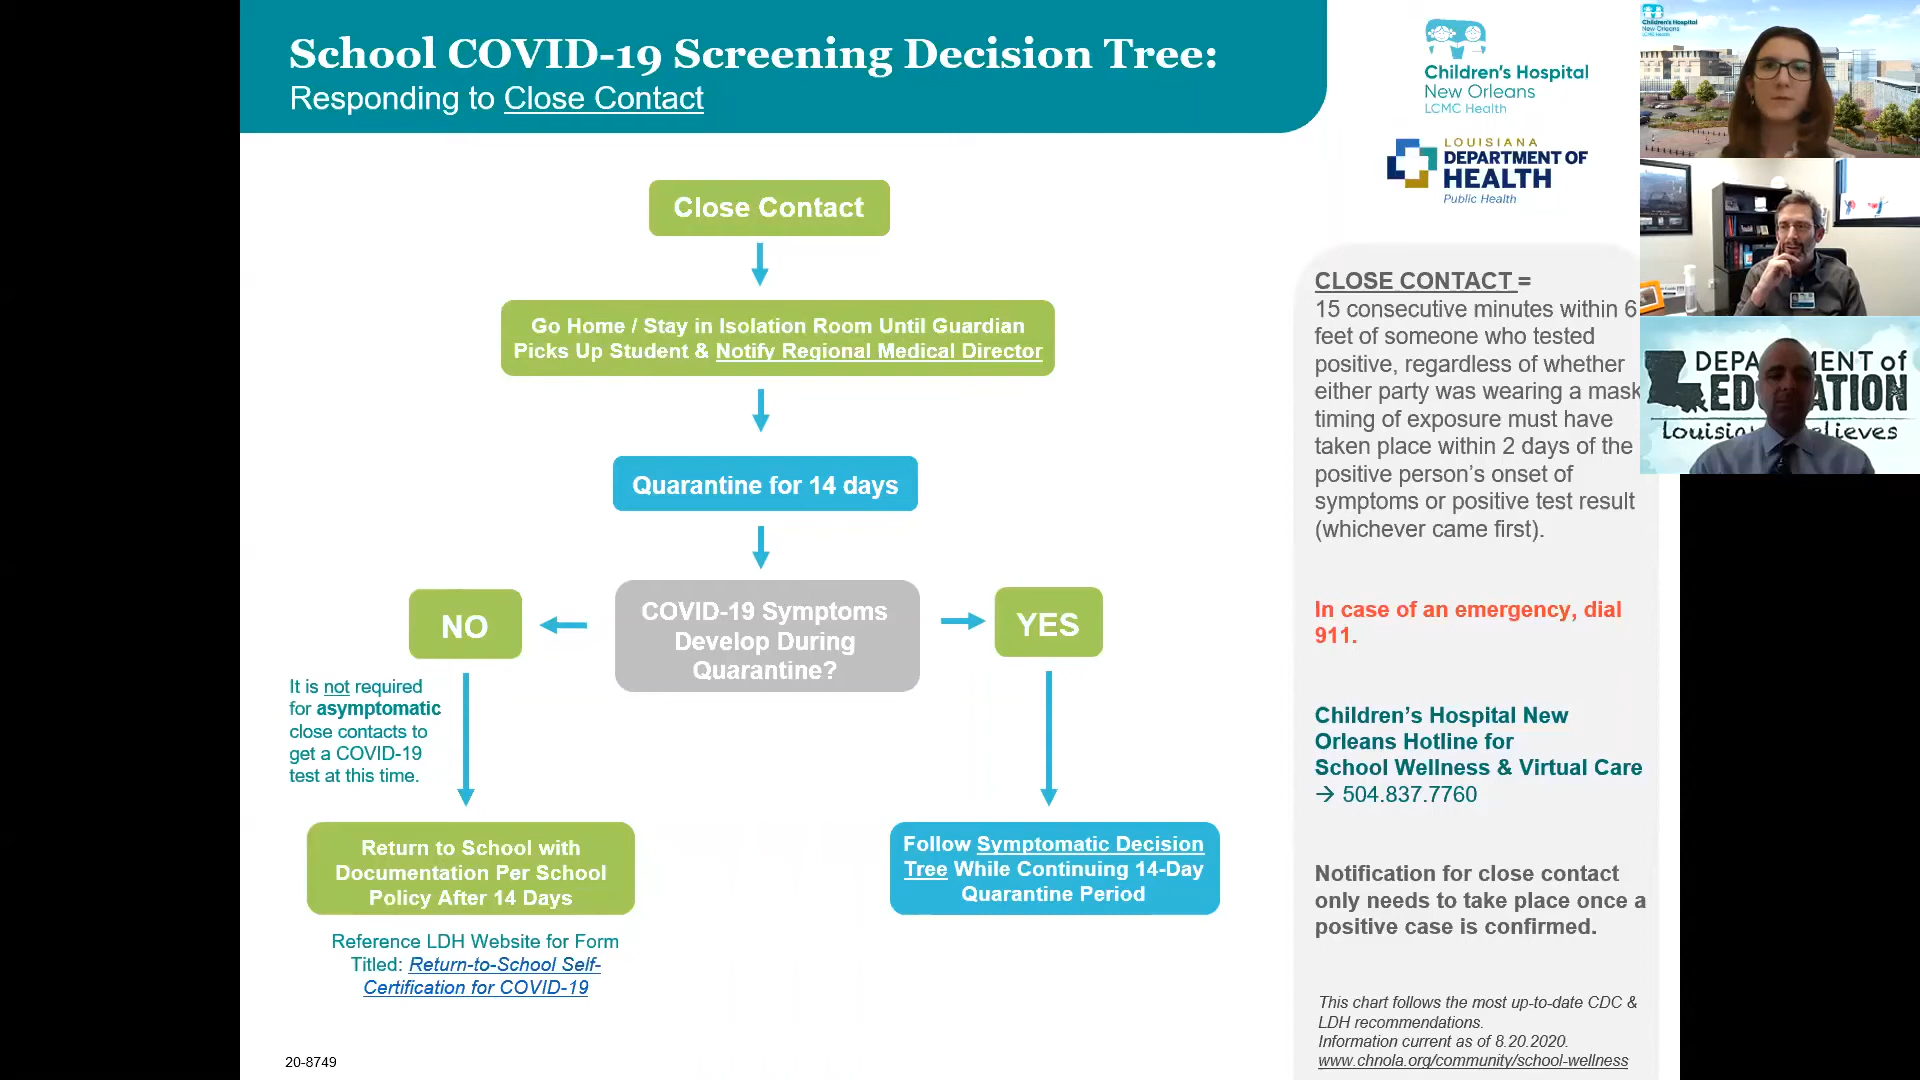 School COVID-19 Screening Decision Tree:
Responding to Close Contact
Children's Hospital
New Orleans
LCMC Health
LOUISIANA
DEPARTMENT OF
HEALTH
Public Health
Close Contact
Go Home / Stay in Isolation Room Until Guardian
Picks Up Student & Notify Regional Medical Director
Quarantine for 14 days
COVID-19 Symptoms
Develop During
Quarantine?
NO
YES
It is not required
for asymptomatic
close contacts to
get a COVID-19
test at this time.
Return to School with
Documentation Per School
Policy After 14 Days
Reference LDH Website for Form
Titled: Return-to-School Self-
Certification for COVID-19
Follow Symptomatic Decision
Tree While Continuing 14-Day
Quarantine Period
20-8749
CLOSE CONTACT =
15 consecutive minutes within 6
feet of someone who tested
positive, regardless of whether
either party was wearing a mask
timing of exposure must have
taken place within 2 days of the
positive person's onset of
symptoms or positive test result
(whichever came first).
In case of an emergency, dial
911.
Children's Hospital New
Orleans Hotline for
School Wellness & Virtual Care
→ 504.837.7760
Notification for close contact
only needs to take place once a
positive case is confirmed.
This chart follows the most up-to-date CDC &
LDH recommendations.
Information current as of 8.20.2020.
www.chnola.org/community/school-wellness
Children's Hospital
New Orleans
LCMC Health
DEPA ENT of
ED ATION
Louisia elieves